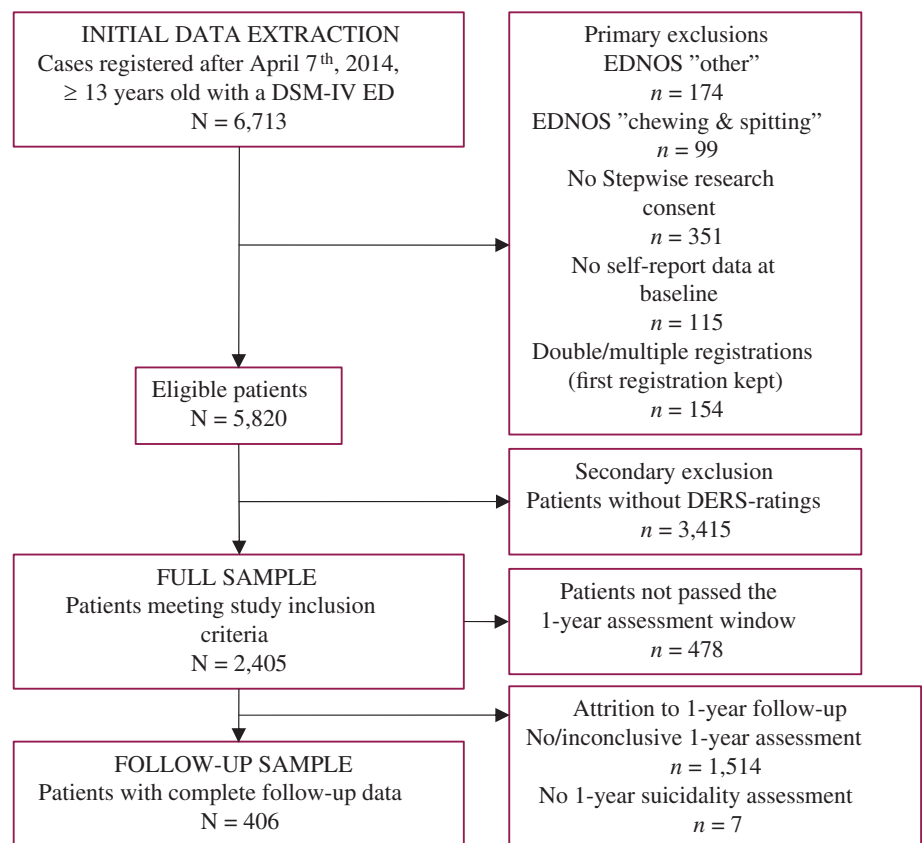 INITIAL DATA EXTRACTION
Cases registered after April 7th, 2014,
≥ 13 years old with a DSM-IV ED
N = 6,713
Primary exclusions
EDNOS ”other”
n = 174
EDNOS ”chewing & spitting”
n = 99
No Stepwise research
consent
n = 351
No self-report data at
baseline
n = 115
Double/multiple registrations
(first registration kept)
n = 154
Eligible patients
N = 5,820
Secondary exclusion
Patients without DERS-ratings
n = 3,415
FULL SAMPLE
Patients meeting study inclusion
criteria
N = 2,405
Patients not passed the
1-year assessment window
n = 478
Attrition to 1-year follow-up
No/inconclusive 1-year assessment
n = 1,514
No 1-year suicidality assessment
n = 7
FOLLOW-UP SAMPLE
Patients with complete follow-up data
N = 406